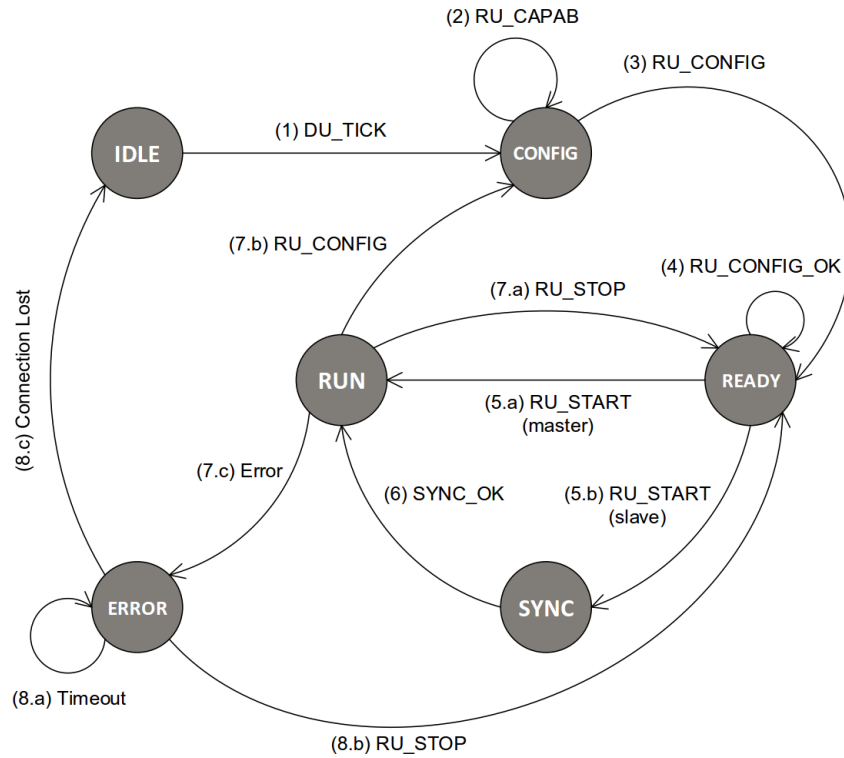 (2) RU_CAPAB
(3) RU_CONFIG
(1) DU_TICK
IDLE
CONFIG
(7.b) RU_CONFIG
(4) RU_CONFIG_OK
(7.a) RU_STOP
(8.c) Connection Lost
RUN
READY
(5.a) RU_START
(master)
(7.c) Error
(6) SYNC_OK
(5.b) RU_START
(slave)
ERROR
SYNC
(8.a) Timeout
(8.b) RU_STOP